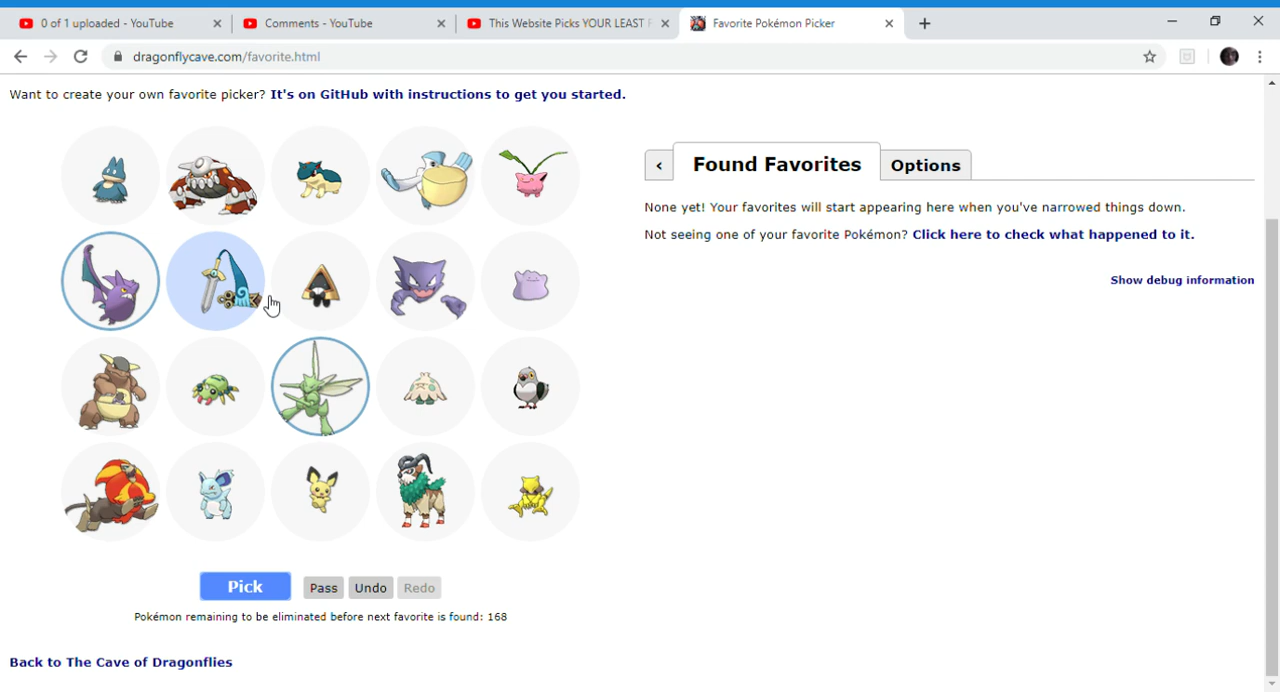 0 of 1 uploaded - YouTube
Comments - YouTube
This Website Picks YOUR LEAST F
Favorite Pokémon Picker
dragonflycave.com/favorite.html
Want to create your own favorite picker? It's on GitHub with instructions to get you started.
‹ Found Favorites Options
None yet! Your favorites will start appearing here when you've narrowed things down.
Not seeing one of your favorite Pokémon? Click here to check what happened to it.
Show debug information
Pick Pass Undo Redo
Pokémon remaining to be eliminated before next favorite is found: 168
Back to The Cave of Dragonflies